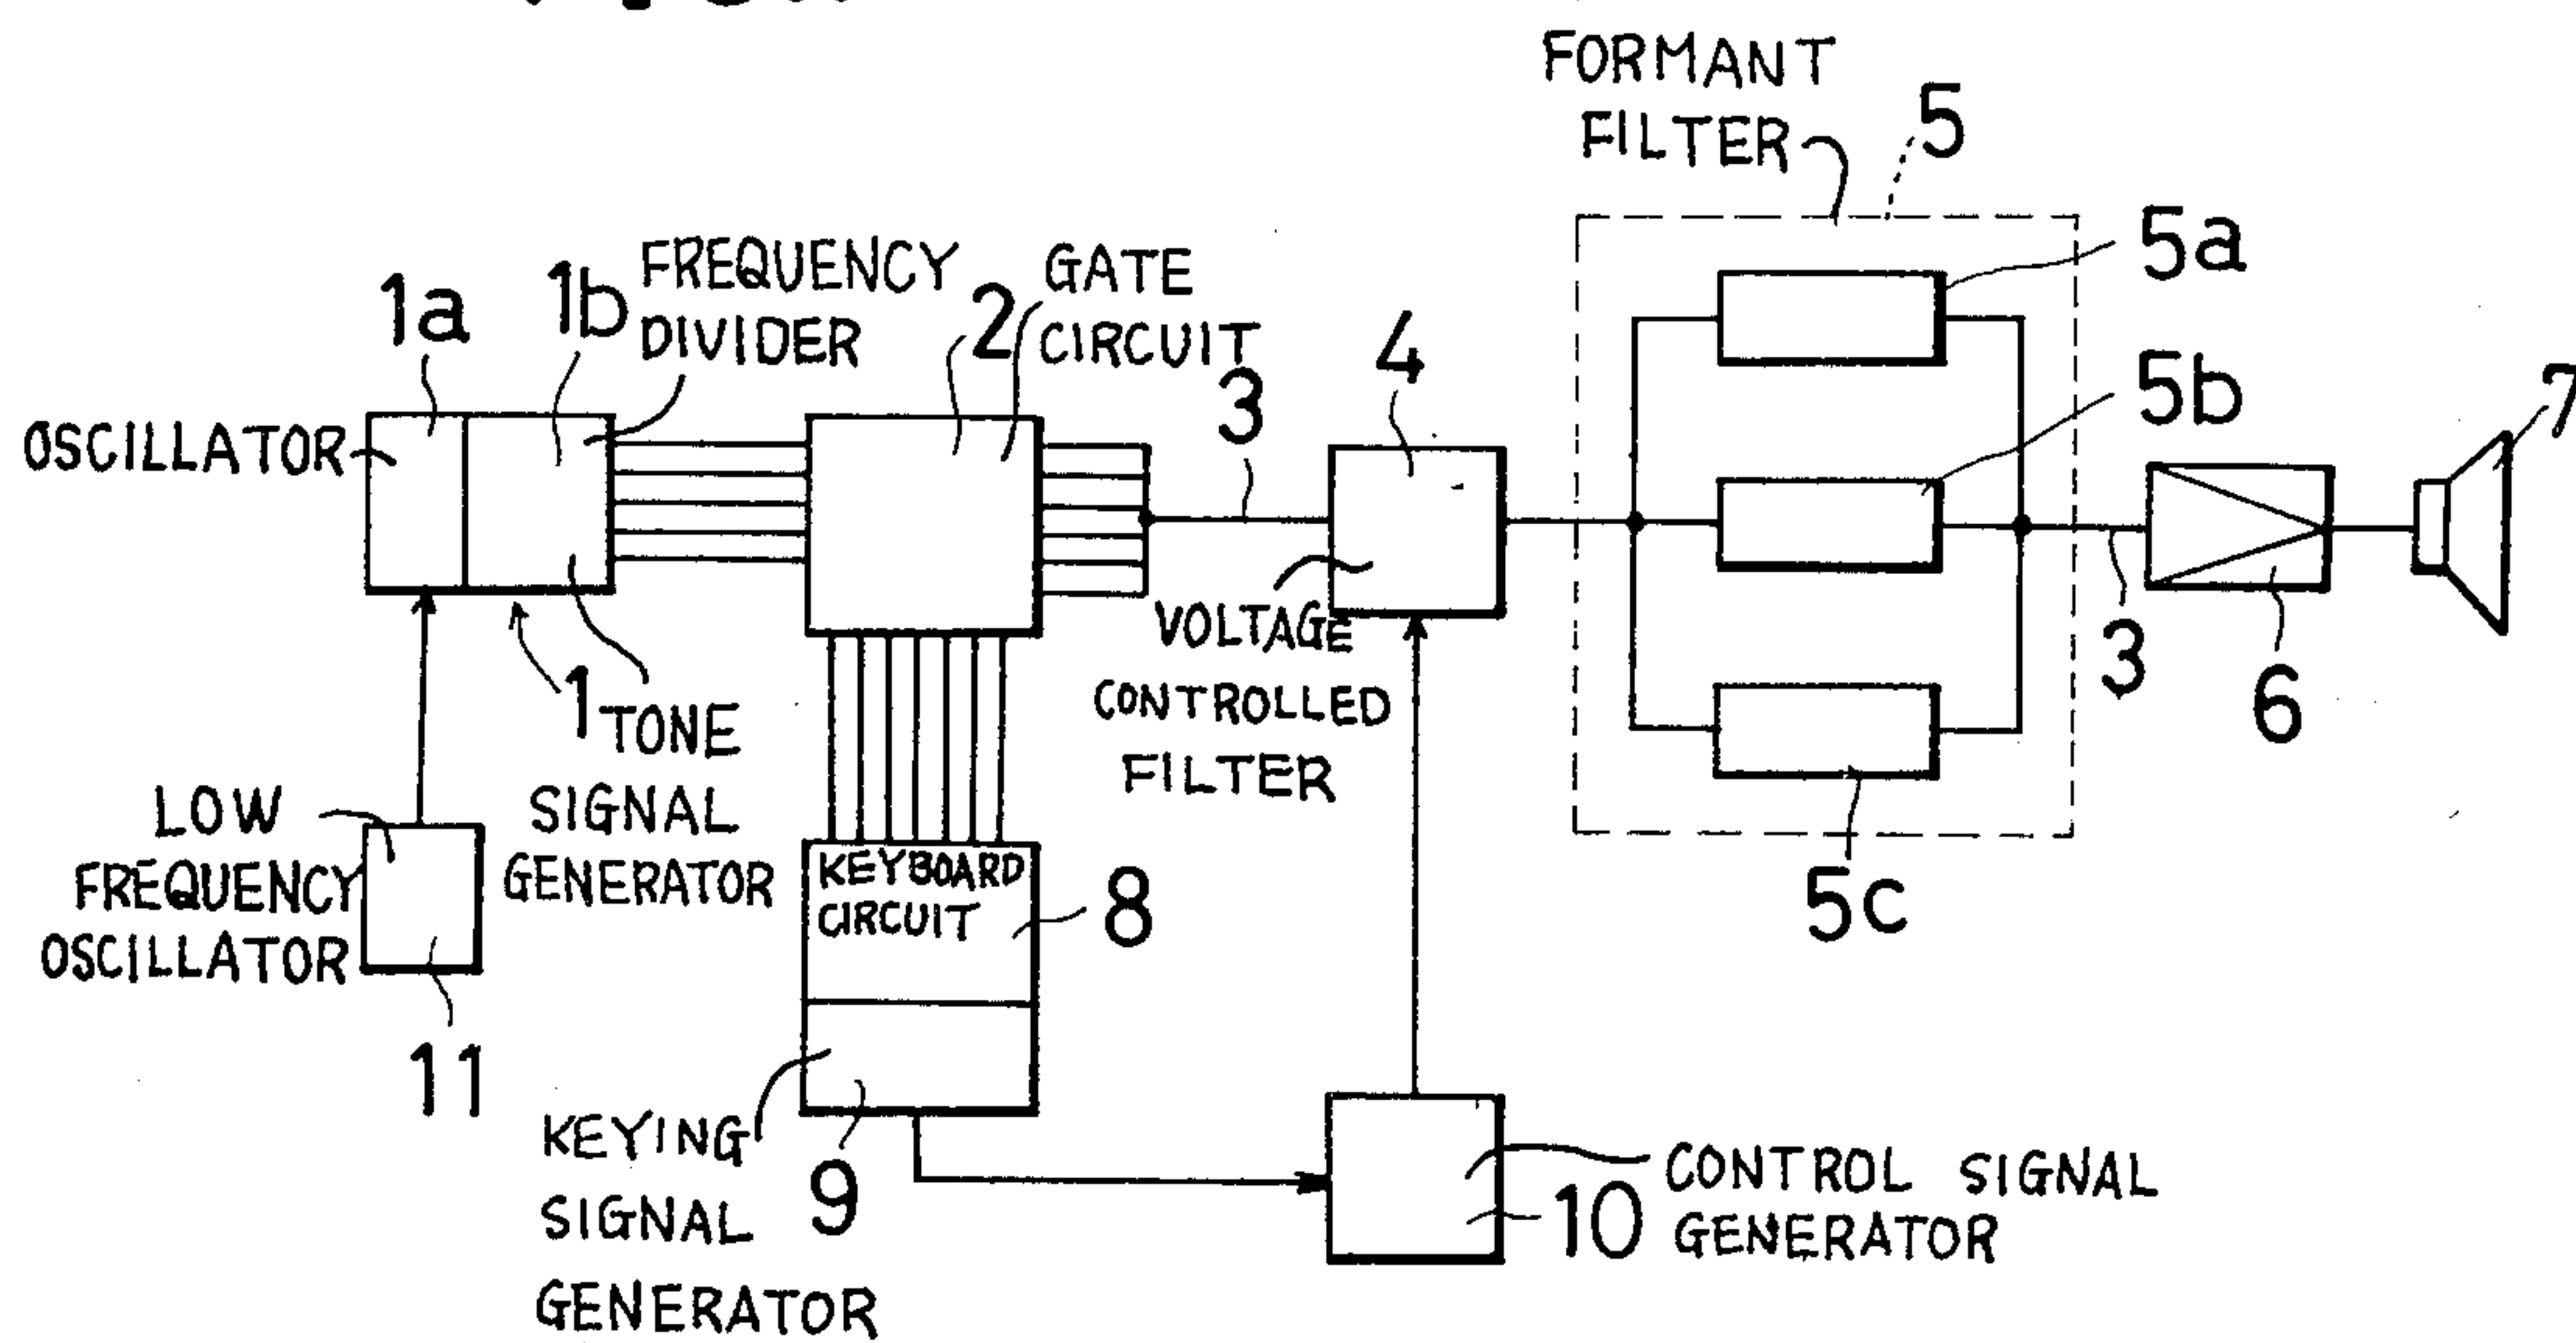 FORMANT
FILTER
5
5a
5b
5c
1a
1b
FREQUENCY
DIVIDER
2
GATE
CIRCUIT
3
4
7
OSCILLATOR
VOLTAGE
CONTROLLED
FILTER
3
6
1
TONE
SIGNAL
GENERATOR
LOW
FREQUENCY
OSCILLATOR
11
KEYBOARD
CIRCUIT
8
KEYING
SIGNAL
GENERATOR
9
10
CONTROL SIGNAL
GENERATOR